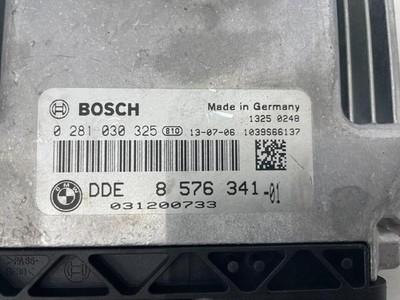 BOSCH
Made in Germany
1325 0248
0 281 030 325 810 13-07-06 1039S66137
BMW
DDE 8 576 341-01
031200733